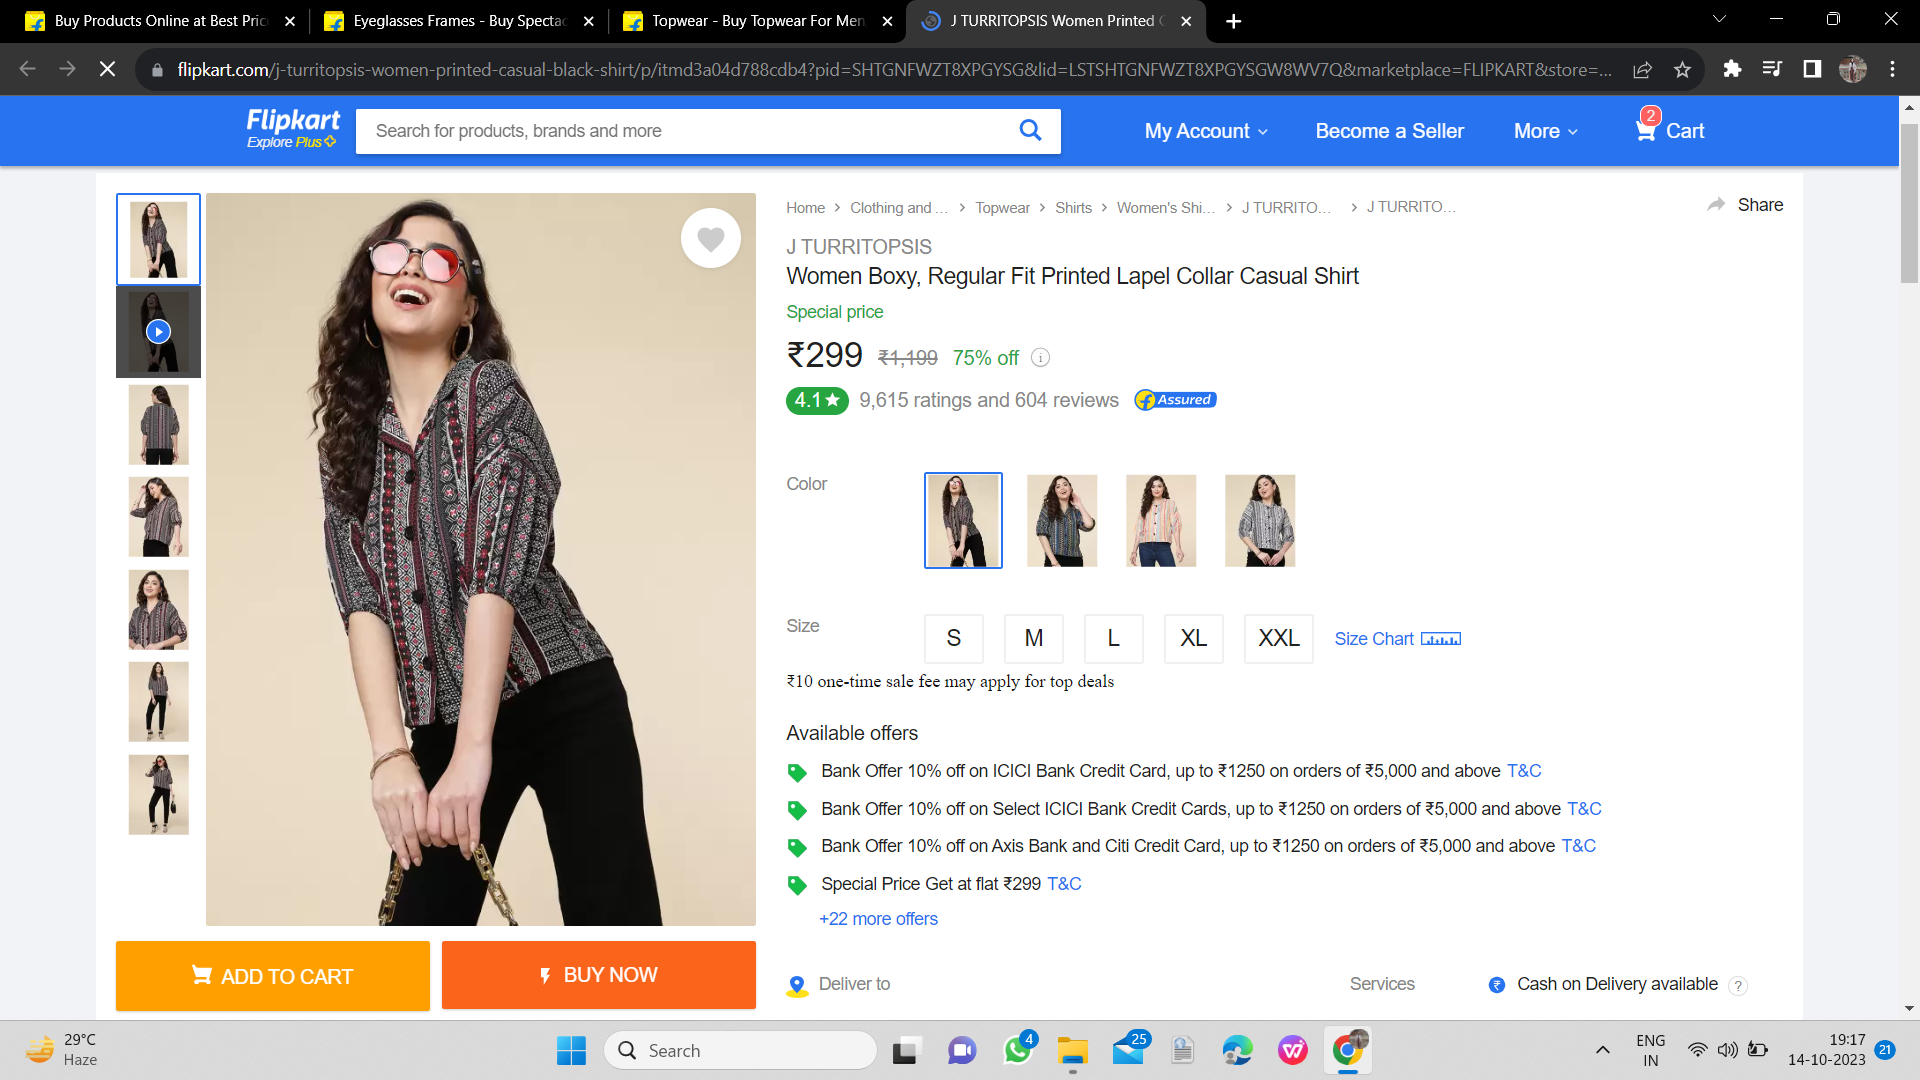 Buy Products Online at Best Pric
Eyeglasses Frames - Buy Spectac
Topwear - Buy Topwear For Men
J TURRITOPSIS Women Printed C
flipkart.com/j-turritopsis-women-printed-casual-black-shirt/p/itmd3a04d788cdb4?pid=SHTGNFWZT8XPGYSG&lid=LSTSHTGNFWZT8XPGYSGW8WV7Q&marketplace=FLIPKART&store=...
Flipkart
Explore Plus
Search for products, brands and more
My Account
Become a Seller
More
2
Cart
Home > Clothing and ... > Topwear > Shirts > Women's Shi... > J TURRITO... > J TURRITO...
Share
J TURRITOPSIS
Women Boxy, Regular Fit Printed Lapel Collar Casual Shirt
Special price
₹299 ₹1,199 75% off i
4.1★ 9,615 ratings and 604 reviews f Assured
Color
Size
S M L XL XXL Size Chart
₹10 one-time sale fee may apply for top deals
Available offers
Bank Offer 10% off on ICICI Bank Credit Card, up to ₹1250 on orders of ₹5,000 and above T&C
Bank Offer 10% off on Select ICICI Bank Credit Cards, up to ₹1250 on orders of ₹5,000 and above T&C
Bank Offer 10% off on Axis Bank and Citi Credit Card, up to ₹1250 on orders of ₹5,000 and above T&C
Special Price Get at flat ₹299 T&C
+22 more offers
ADD TO CART
BUY NOW
Deliver to
Services
₹ Cash on Delivery available ?
29°C
Haze
Search
4
25
ENG
IN
19:17
14-10-2023
21